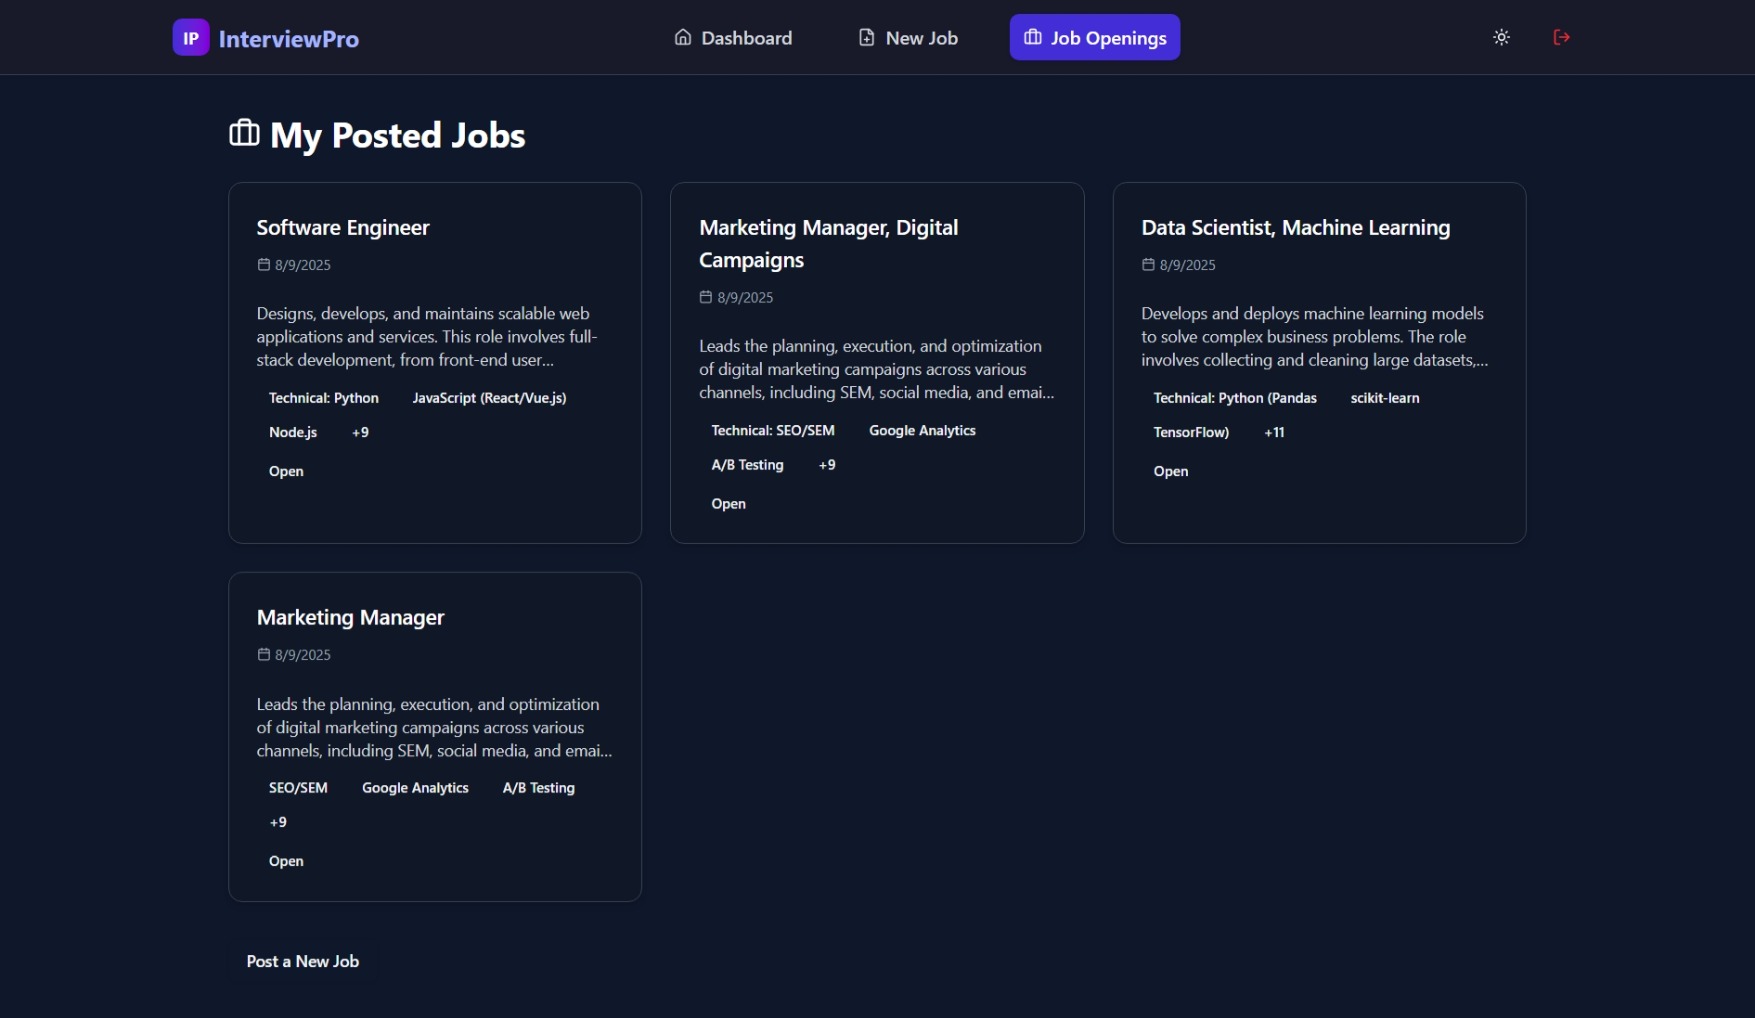 IP InterviewPro Dashboard New Job Job Openings
My Posted Jobs
Software Engineer
8/9/2025
Designs, develops, and maintains scalable web
applications and services. This role involves full-
stack development, from front-end user...
Technical: Python JavaScript (React/Vue.js)
Node.js +9
Open
Marketing Manager, Digital
Campaigns
8/9/2025
Leads the planning, execution, and optimization
of digital marketing campaigns across various
channels, including SEM, social media, and emai...
Technical: SEO/SEM Google Analytics
A/B Testing +9
Open
Data Scientist, Machine Learning
8/9/2025
Develops and deploys machine learning models
to solve complex business problems. The role
involves collecting and cleaning large datasets,...
Technical: Python (Pandas scikit-learn
TensorFlow) +11
Open
Marketing Manager
8/9/2025
Leads the planning, execution, and optimization
of digital marketing campaigns across various
channels, including SEM, social media, and emai...
SEO/SEM Google Analytics A/B Testing
+9
Open
Post a New Job